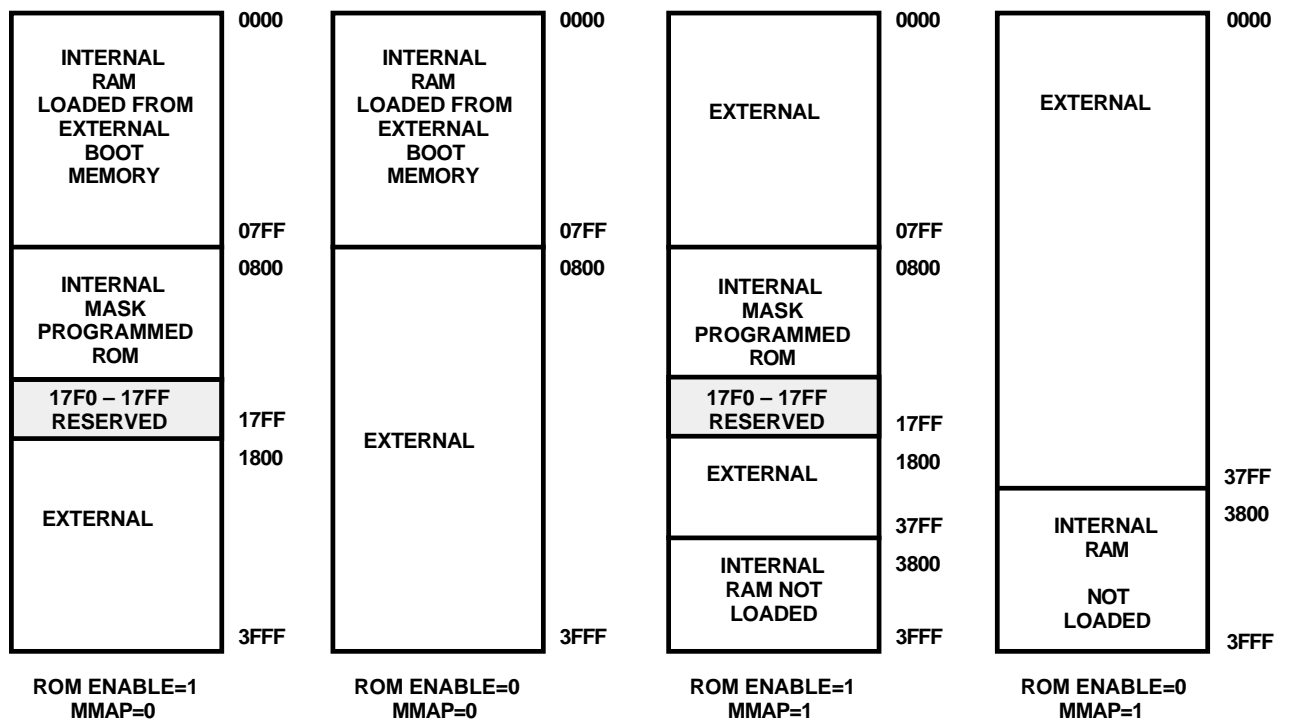 0000
INTERNAL
RAM
LOADED FROM
EXTERNAL
BOOT
MEMORY
07FF
0800
INTERNAL
MASK
PROGRAMMED
ROM
17F0 – 17FF
RESERVED
17FF
1800
EXTERNAL
3FFF
ROM ENABLE=1
MMAP=0
0000
INTERNAL
RAM
LOADED FROM
EXTERNAL
BOOT
MEMORY
07FF
0800
EXTERNAL
3FFF
ROM ENABLE=0
MMAP=0
0000
EXTERNAL
07FF
0800
INTERNAL
MASK
PROGRAMMED
ROM
17F0 – 17FF
RESERVED
17FF
1800
EXTERNAL
37FF
3800
INTERNAL
RAM NOT
LOADED
3FFF
ROM ENABLE=1
MMAP=1
0000
EXTERNAL
37FF
3800
INTERNAL
RAM
NOT
LOADED
3FFF
ROM ENABLE=0
MMAP=1